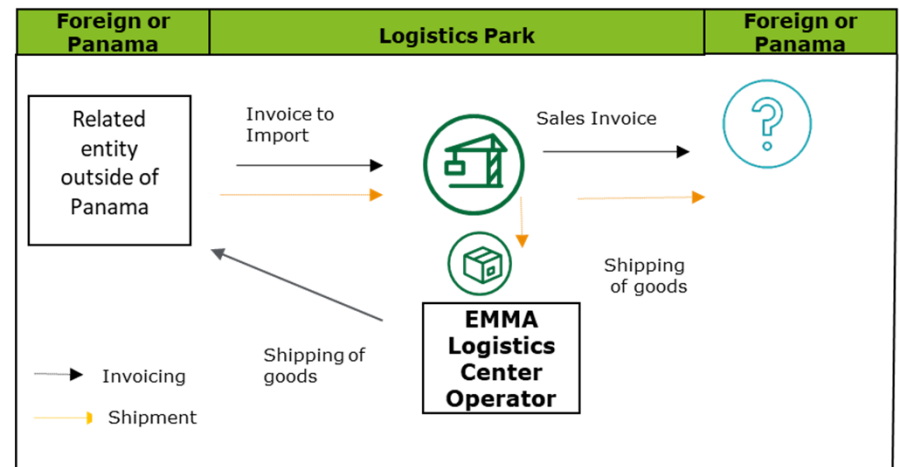 Foreign or
Panama
Logistics Park
Foreign or
Panama
Related
entity
outside of
Panama
Invoice to
Import
Sales Invoice
?
Shipping
of goods
EMMA
Logistics
Center
Operator
Shipping of
goods
Invoicing
Shipment